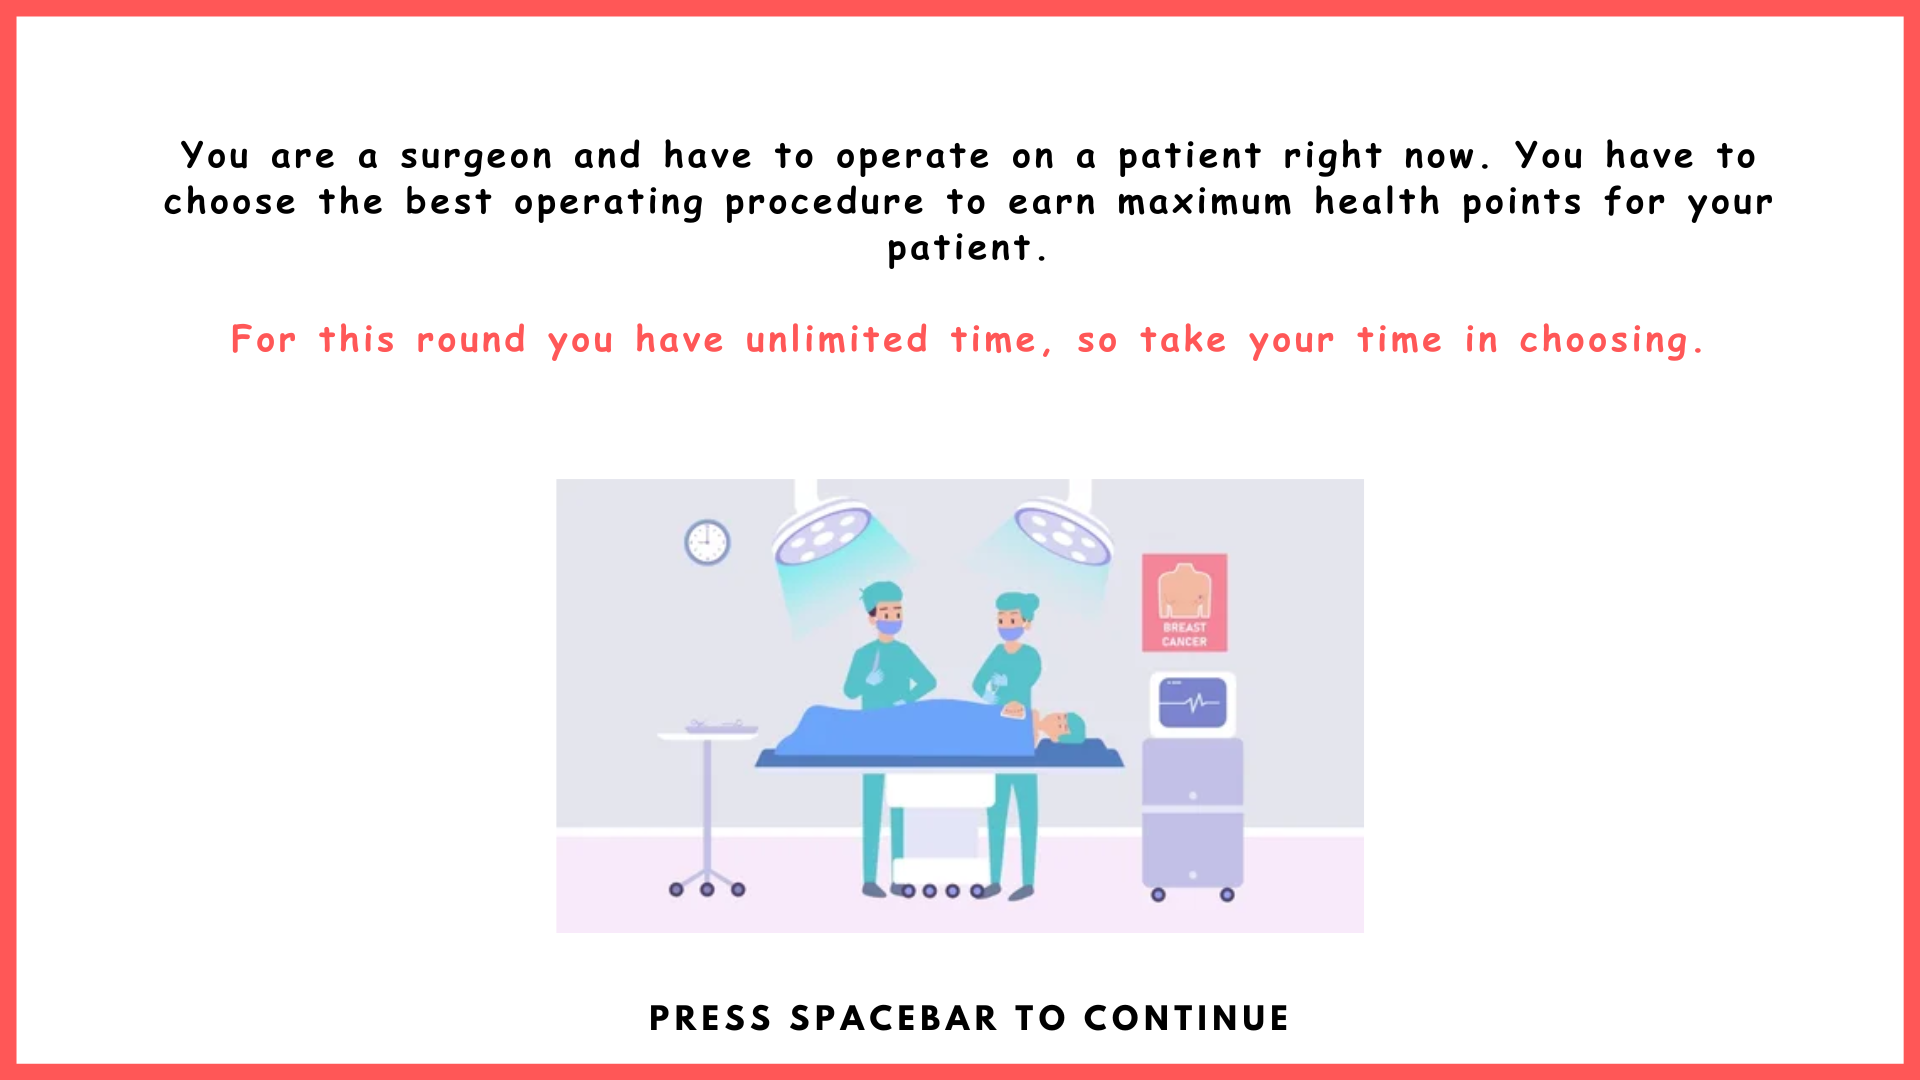 You are a surgeon and have to operate on a patient right now. You have to
choose the best operating procedure to earn maximum health points for your
patient.
For this round you have unlimited time, so take your time in choosing.
BREAST
CANCER
PRESS SPACEBAR TO CONTINUE